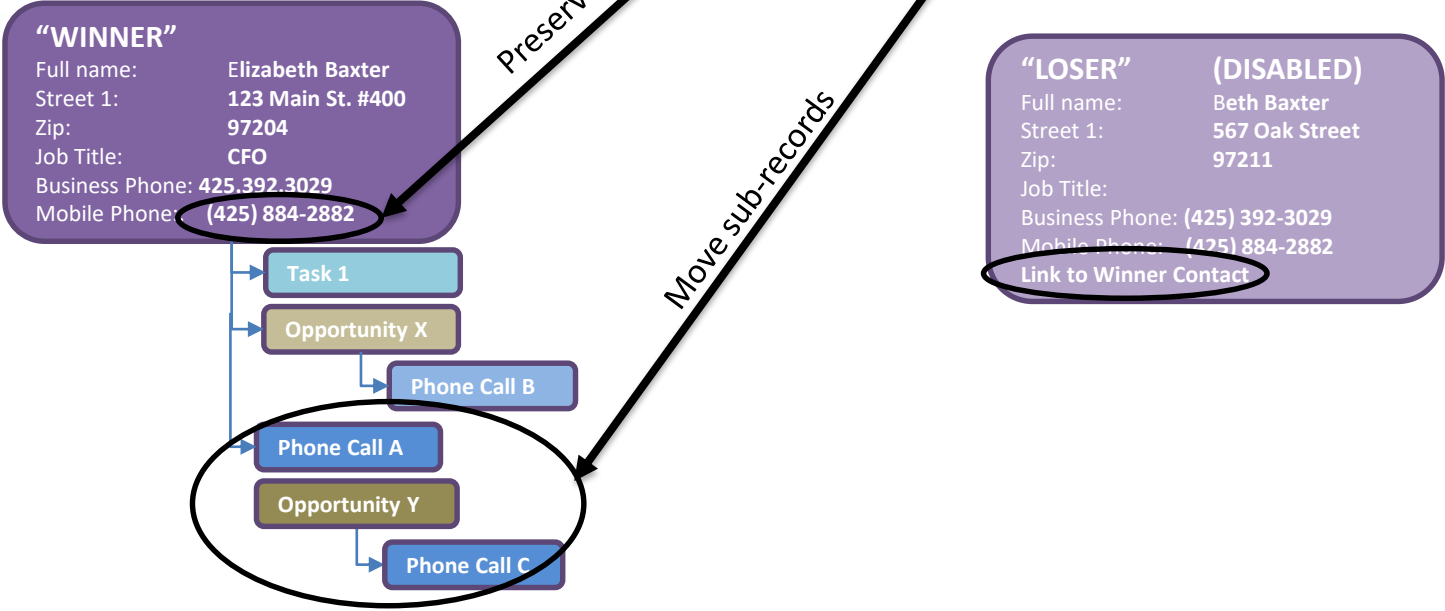 Preserv
“WINNER”
Full name: Elizabeth Baxter
Street 1: 123 Main St. #400
Zip: 97204
Job Title: CFO
Business Phone: 425.392.3029
Mobile Phone: (425) 884-2882
Task 1
Opportunity X
Phone Call B
Phone Call A
Opportunity Y
Phone Call C
Move sub-records
“LOSER” (DISABLED)
Full name: Beth Baxter
Street 1: 567 Oak Street
Zip: 97211
Job Title:
Business Phone: (425) 392-3029
Mobile Phone: (425) 884-2882
Link to Winner Contact